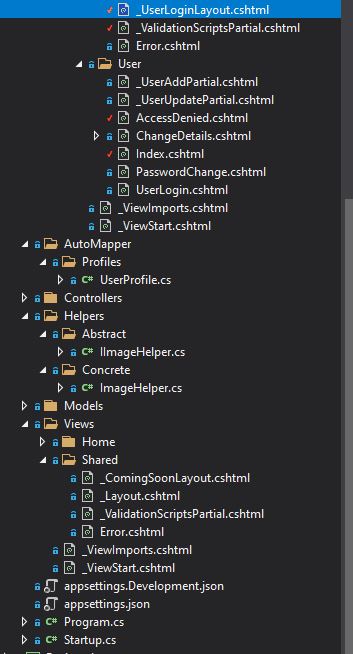 _UserLoginLayout.cshtml
_ValidationScriptsPartial.cshtml
Error.cshtml
User
_UserAddPartial.cshtml
_UserUpdatePartial.cshtml
AccessDenied.cshtml
ChangeDetails.cshtml
Index.cshtml
PasswordChange.cshtml
UserLogin.cshtml
_ViewImports.cshtml
_ViewStart.cshtml
AutoMapper
Profiles
C# UserProfile.cs
Controllers
Helpers
Abstract
C# IImageHelper.cs
Concrete
C# ImageHelper.cs
Models
Views
Home
Shared
_ComingSoonLayout.cshtml
_Layout.cshtml
_ValidationScriptsPartial.cshtml
Error.cshtml
_ViewImports.cshtml
_ViewStart.cshtml
appsettings.Development.json
appsettings.json
C# Program.cs
C# Startup.cs